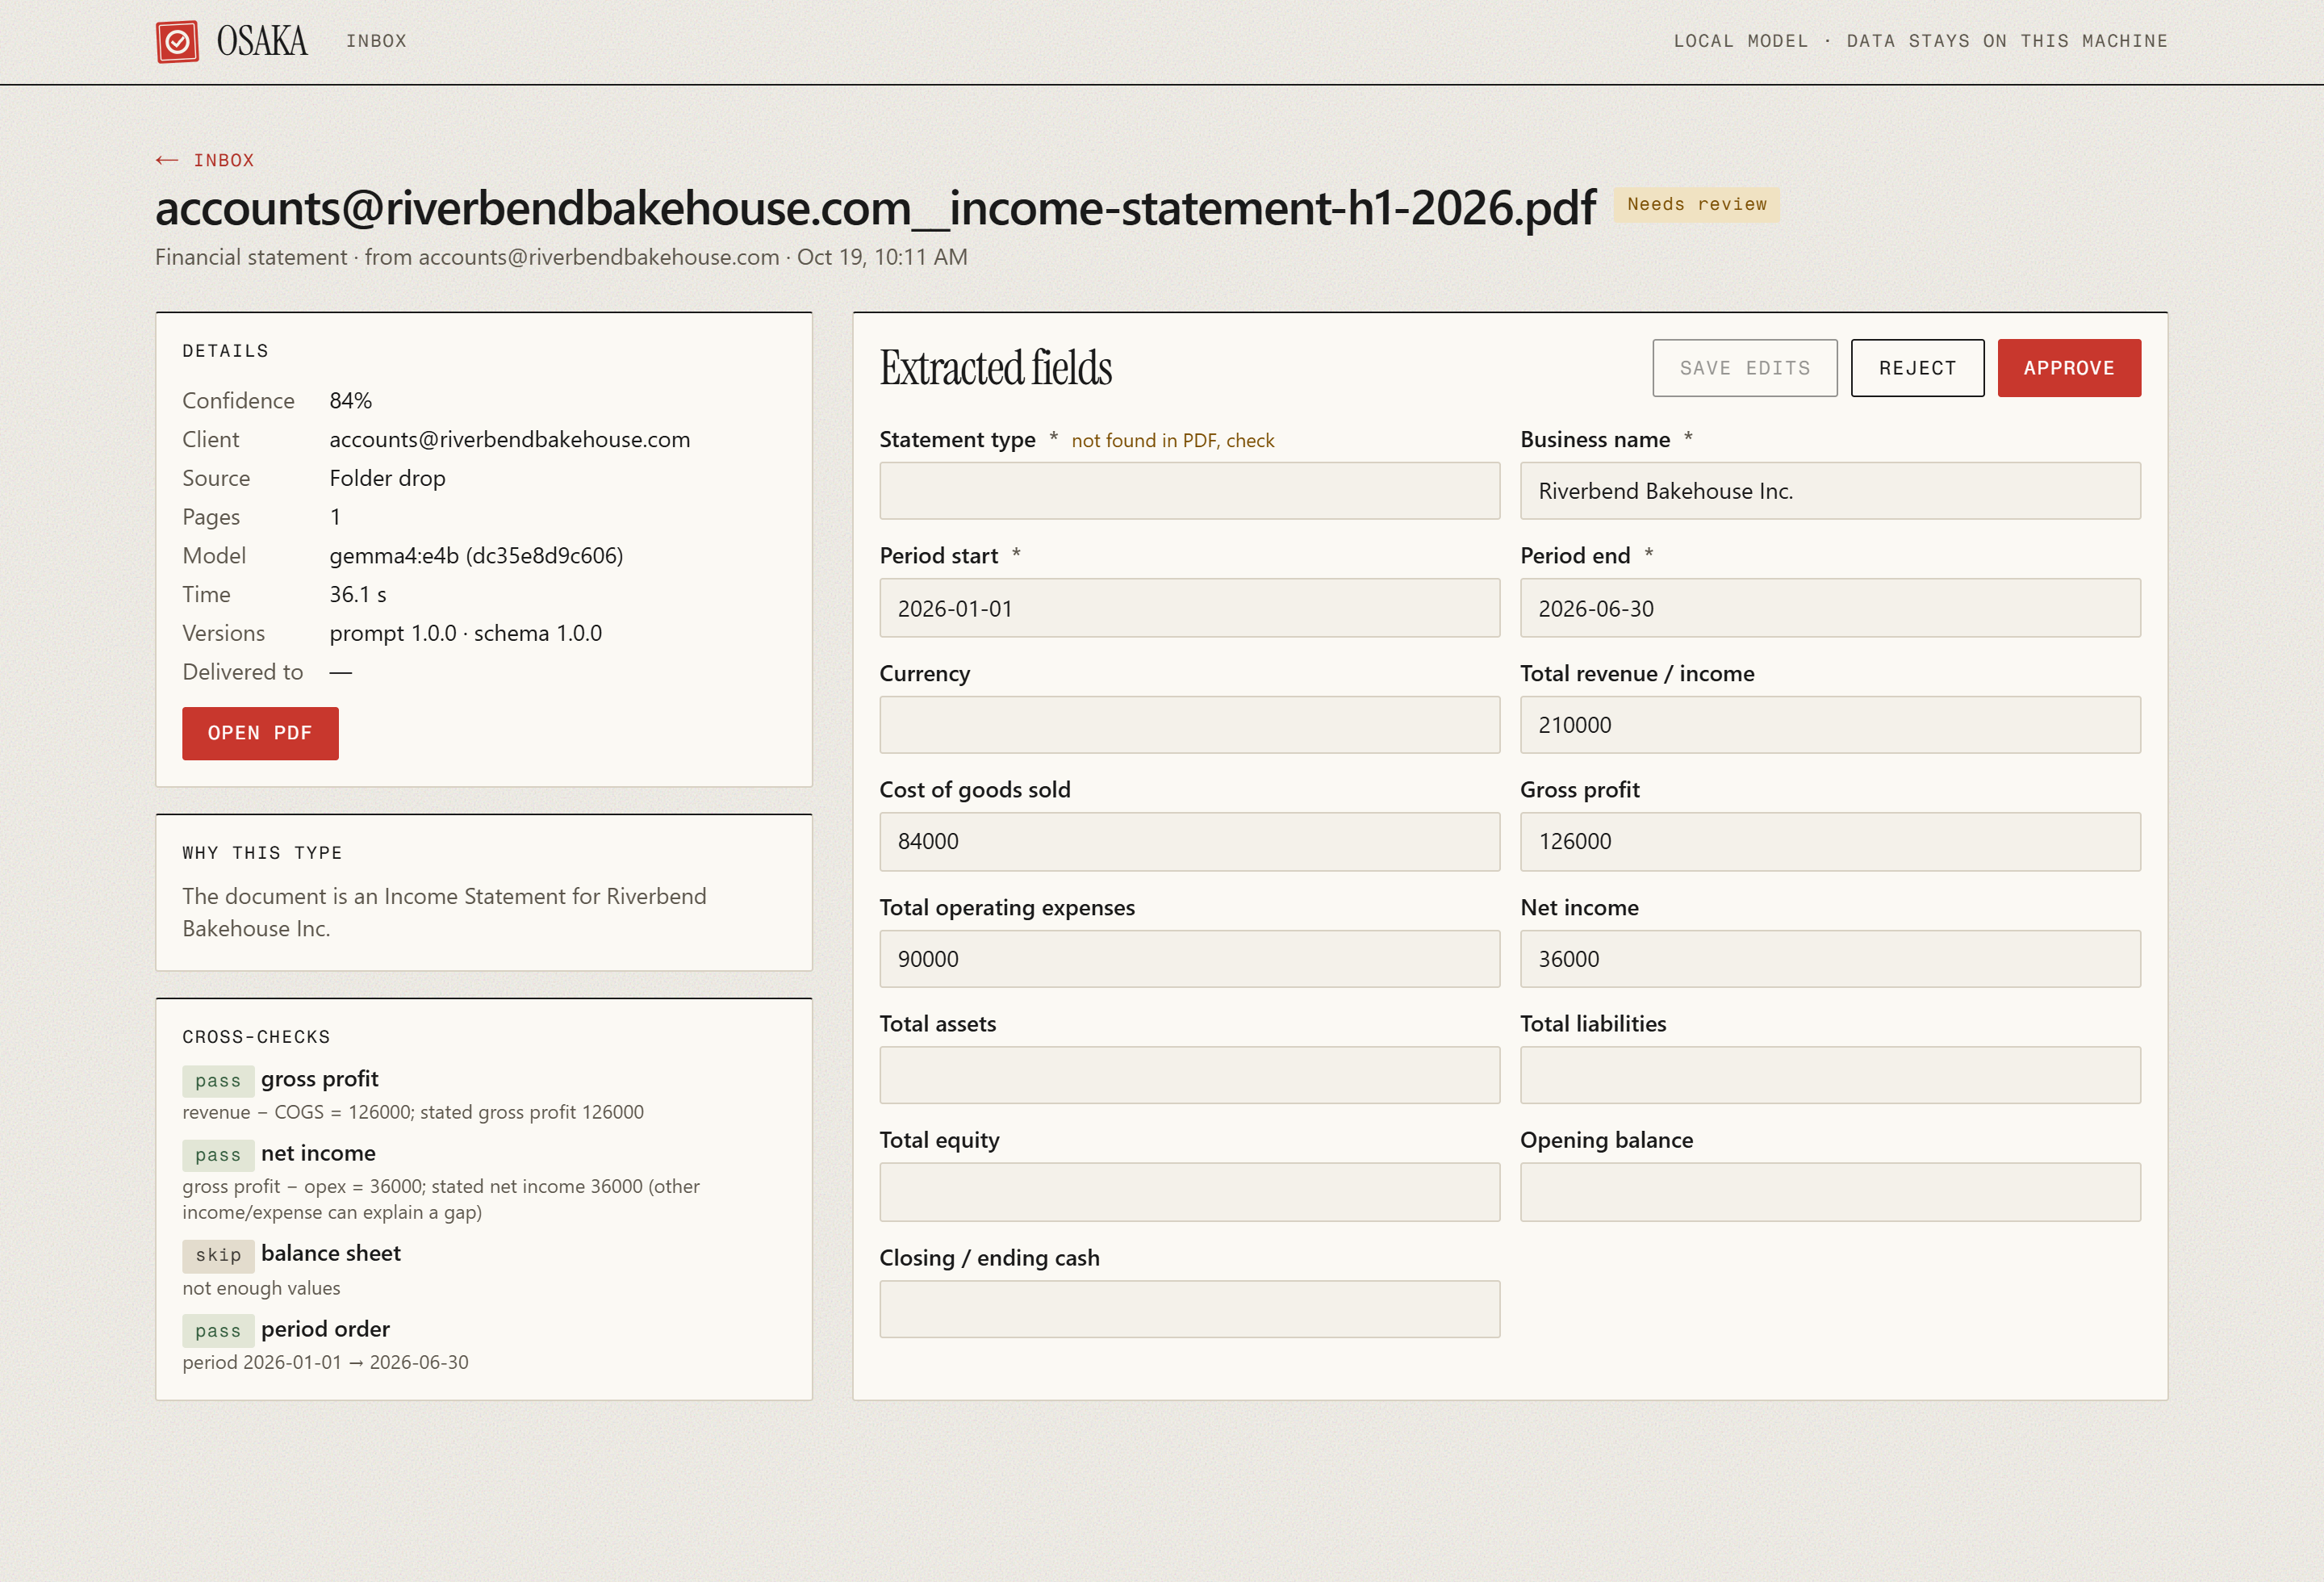 OSAKA
INBOX
LOCAL MODEL · DATA STAYS ON THIS MACHINE
← INBOX
accounts@riverbendbakehouse.com__income-statement-h1-2026.pdf
Needs review
Financial statement · from accounts@riverbendbakehouse.com · Oct 19, 10:11 AM
DETAILS
Confidence 84%
Client accounts@riverbendbakehouse.com
Source Folder drop
Pages 1
Model gemma4:e4b (dc35e8d9c606)
Time 36.1 s
Versions prompt 1.0.0 · schema 1.0.0
Delivered to —
OPEN PDF
WHY THIS TYPE
The document is an Income Statement for Riverbend
Bakehouse Inc.
CROSS-CHECKS
pass gross profit
revenue − COGS = 126000; stated gross profit 126000
pass net income
gross profit − opex = 36000; stated net income 36000 (other
income/expense can explain a gap)
skip balance sheet
not enough values
pass period order
period 2026-01-01 → 2026-06-30
Extracted fields
SAVE EDITS
REJECT
APPROVE
Statement type * not found in PDF, check
Business name *
Riverbend Bakehouse Inc.
Period start *
2026-01-01
Period end *
2026-06-30
Currency
Total revenue / income
210000
Cost of goods sold
84000
Gross profit
126000
Total operating expenses
90000
Net income
36000
Total assets
Total liabilities
Total equity
Opening balance
Closing / ending cash